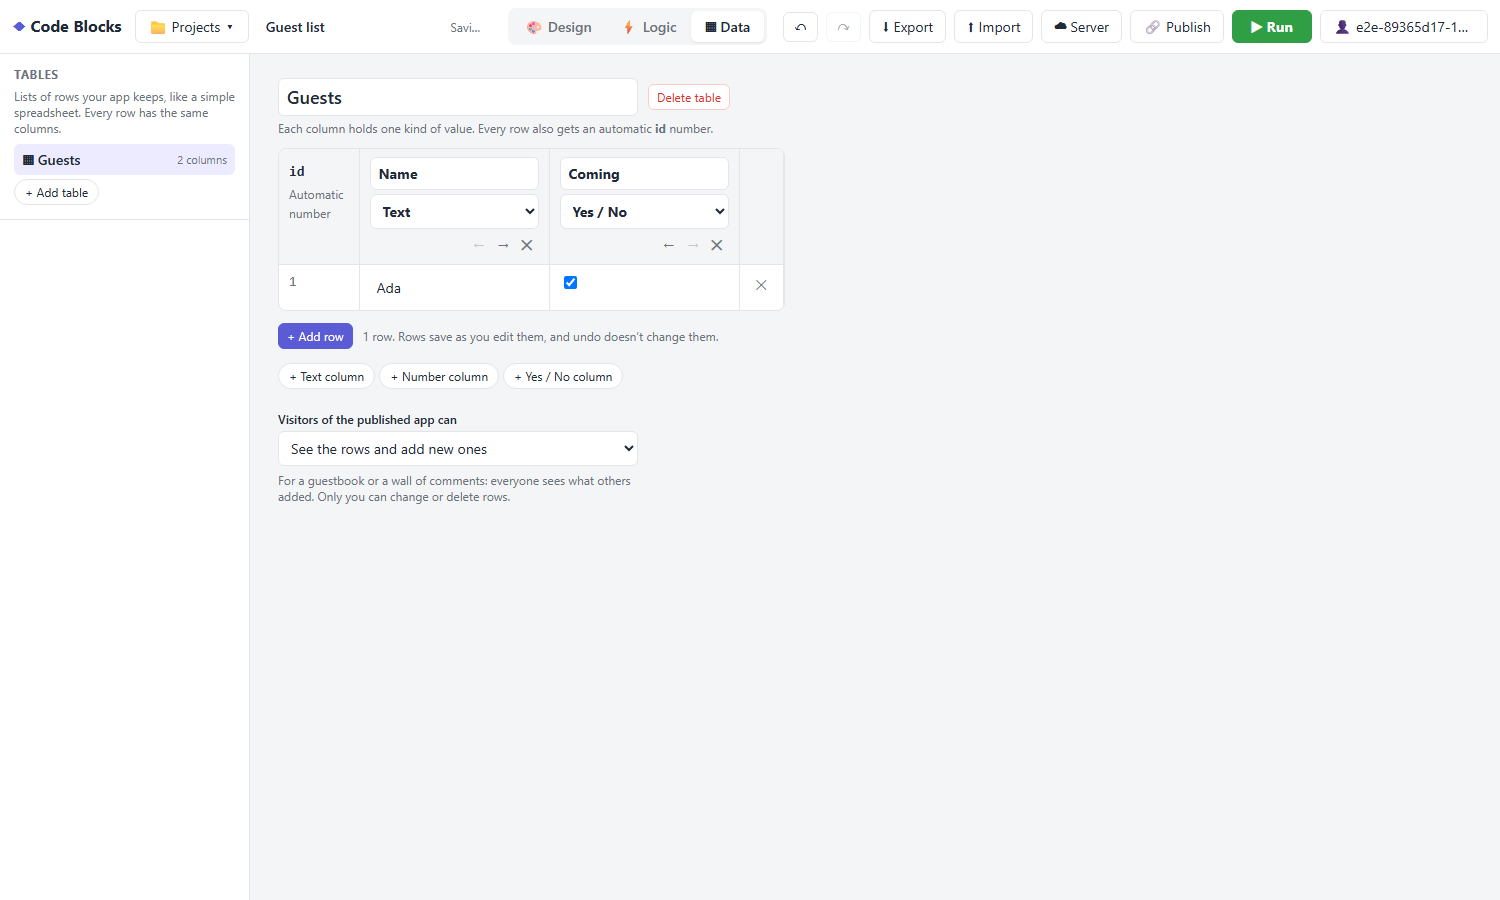 Code Blocks
Projects ▾
Guest list
Savi...
Design
Logic
Data
Export
Import
Server
Publish
Run
e2e-89365d17-1...
TABLES
Lists of rows your app keeps, like a simple
spreadsheet. Every row has the same
columns.
Guests
2 columns
+ Add table
Guests
Delete table
Each column holds one kind of value. Every row also gets an automatic id number.
id
Automatic
number
Name
Text
← → ×
Coming
Yes / No
← → ×
1
Ada
×
+ Add row
1 row. Rows save as you edit them, and undo doesn't change them.
+ Text column
+ Number column
+ Yes / No column
Visitors of the published app can
See the rows and add new ones
For a guestbook or a wall of comments: everyone sees what others
added. Only you can change or delete rows.